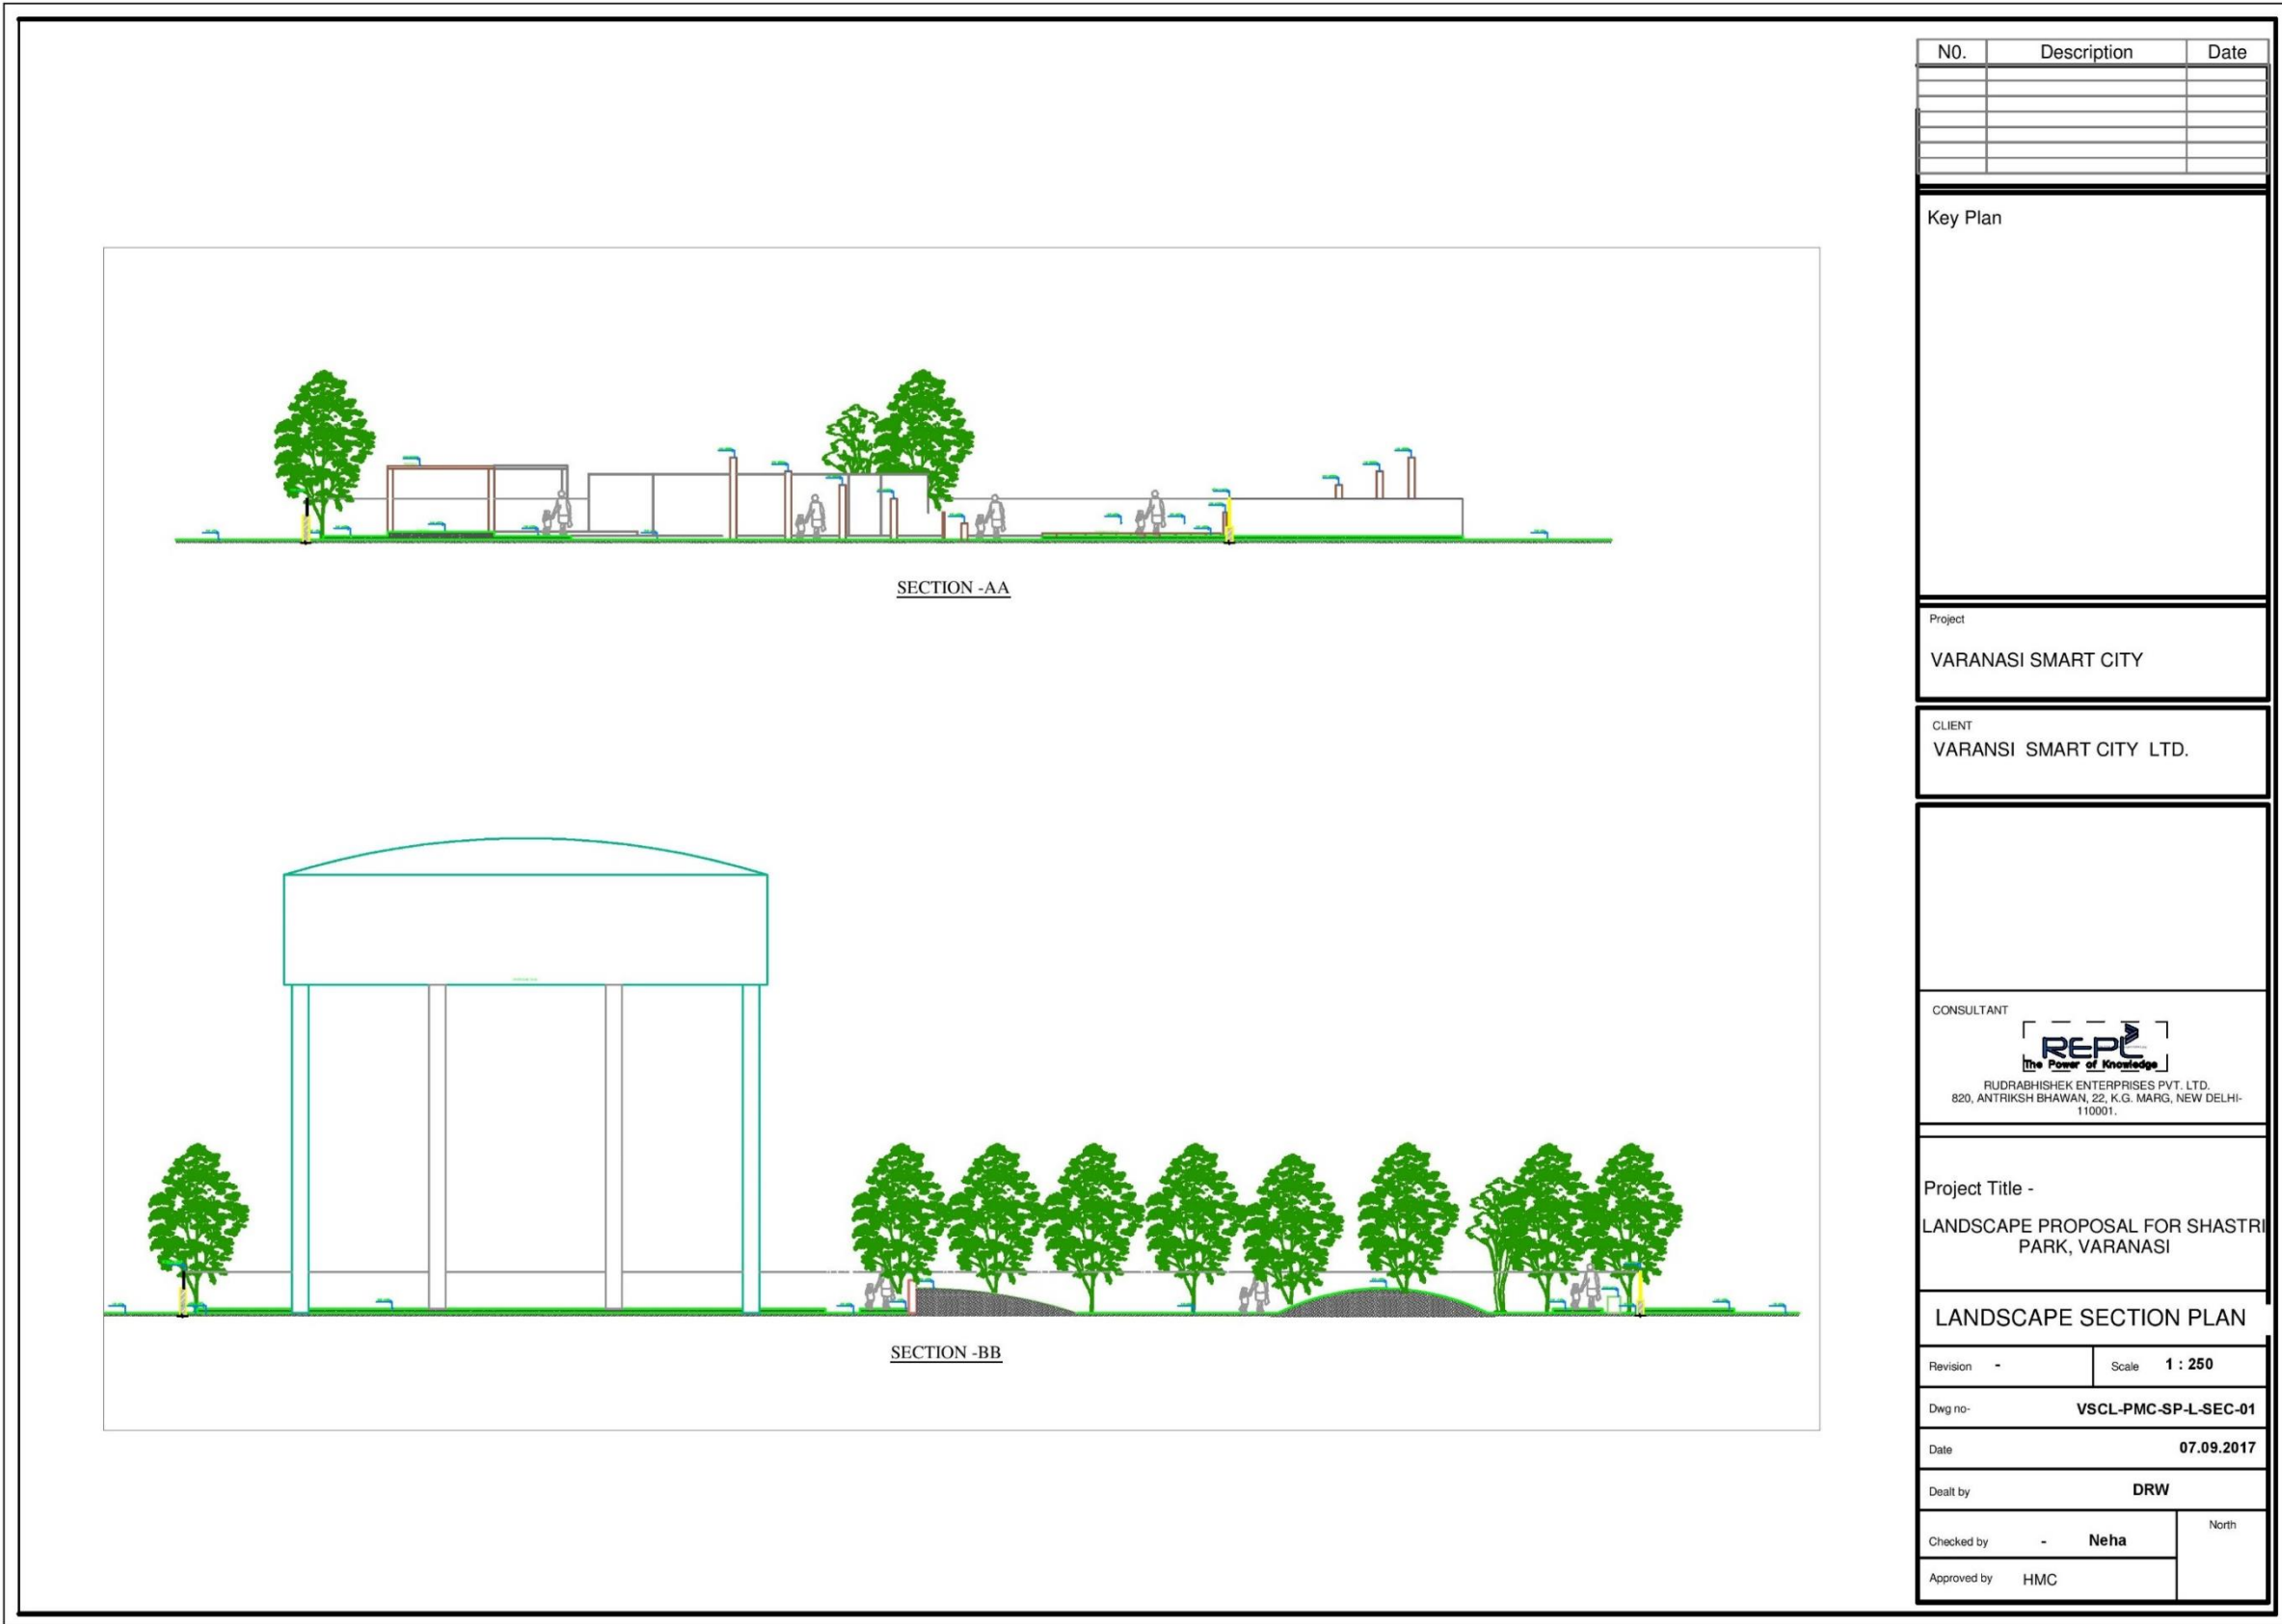 N0. Description Date
Key Plan
Project
VARANASI SMART CITY
CLIENT
VARANSI SMART CITY LTD.
CONSULTANT
REPL
The Power of Knowledge
RUDRABHISHEK ENTERPRISES PVT. LTD.
820, ANTRIKSH BHAWAN, 22, K.G. MARG, NEW DELHI-
110001.
Project Title -
LANDSCAPE PROPOSAL FOR SHASTRI
PARK, VARANASI
LANDSCAPE SECTION PLAN
Revision - Scale 1 : 250
Dwg no- VSCL-PMC-SP-L-SEC-01
Date 07.09.2017
Dealt by DRW
Checked by - Neha
North
Approved by HMC
SECTION -AA
SECTION -BB